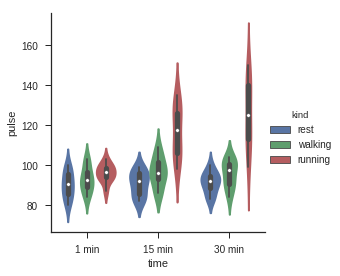 160
140
120
100
80
pulse
1 min
15 min
30 min
time
kind
rest
walking
running